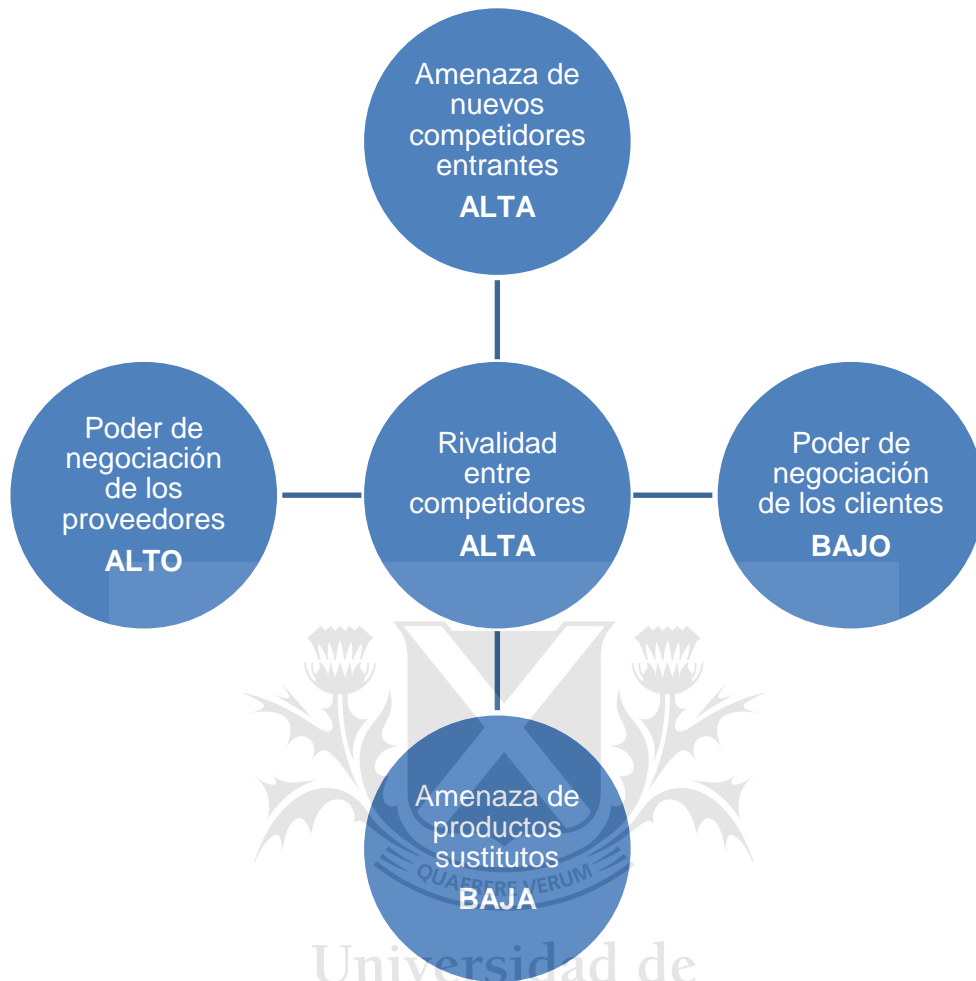 Amenaza de
nuevos
competidores
entrantes
ALTA
Poder de
negociación
de los
proveedores
ALTO
Rivalidad
entre
competidores
ALTA
Poder de
negociación
de los clientes
BAJO
Amenaza de
productos
sustitutos
BAJA
QUAERERE VERUM
Universidad de